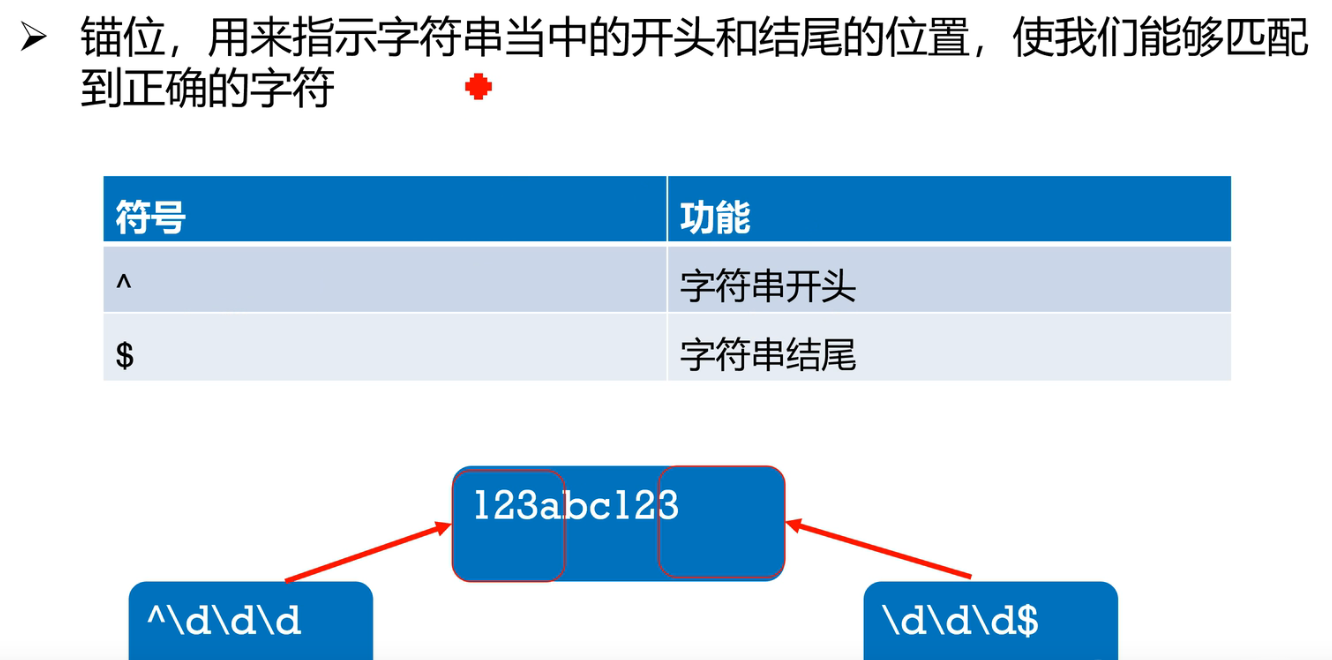 锚位，用来指示字符串当中的开头和结尾的位置，使我们能够匹配
到正确的字符
符号 功能
^ 字符串开头
$ 字符串结尾
123abc123
^\d\d\d \d\d\d$